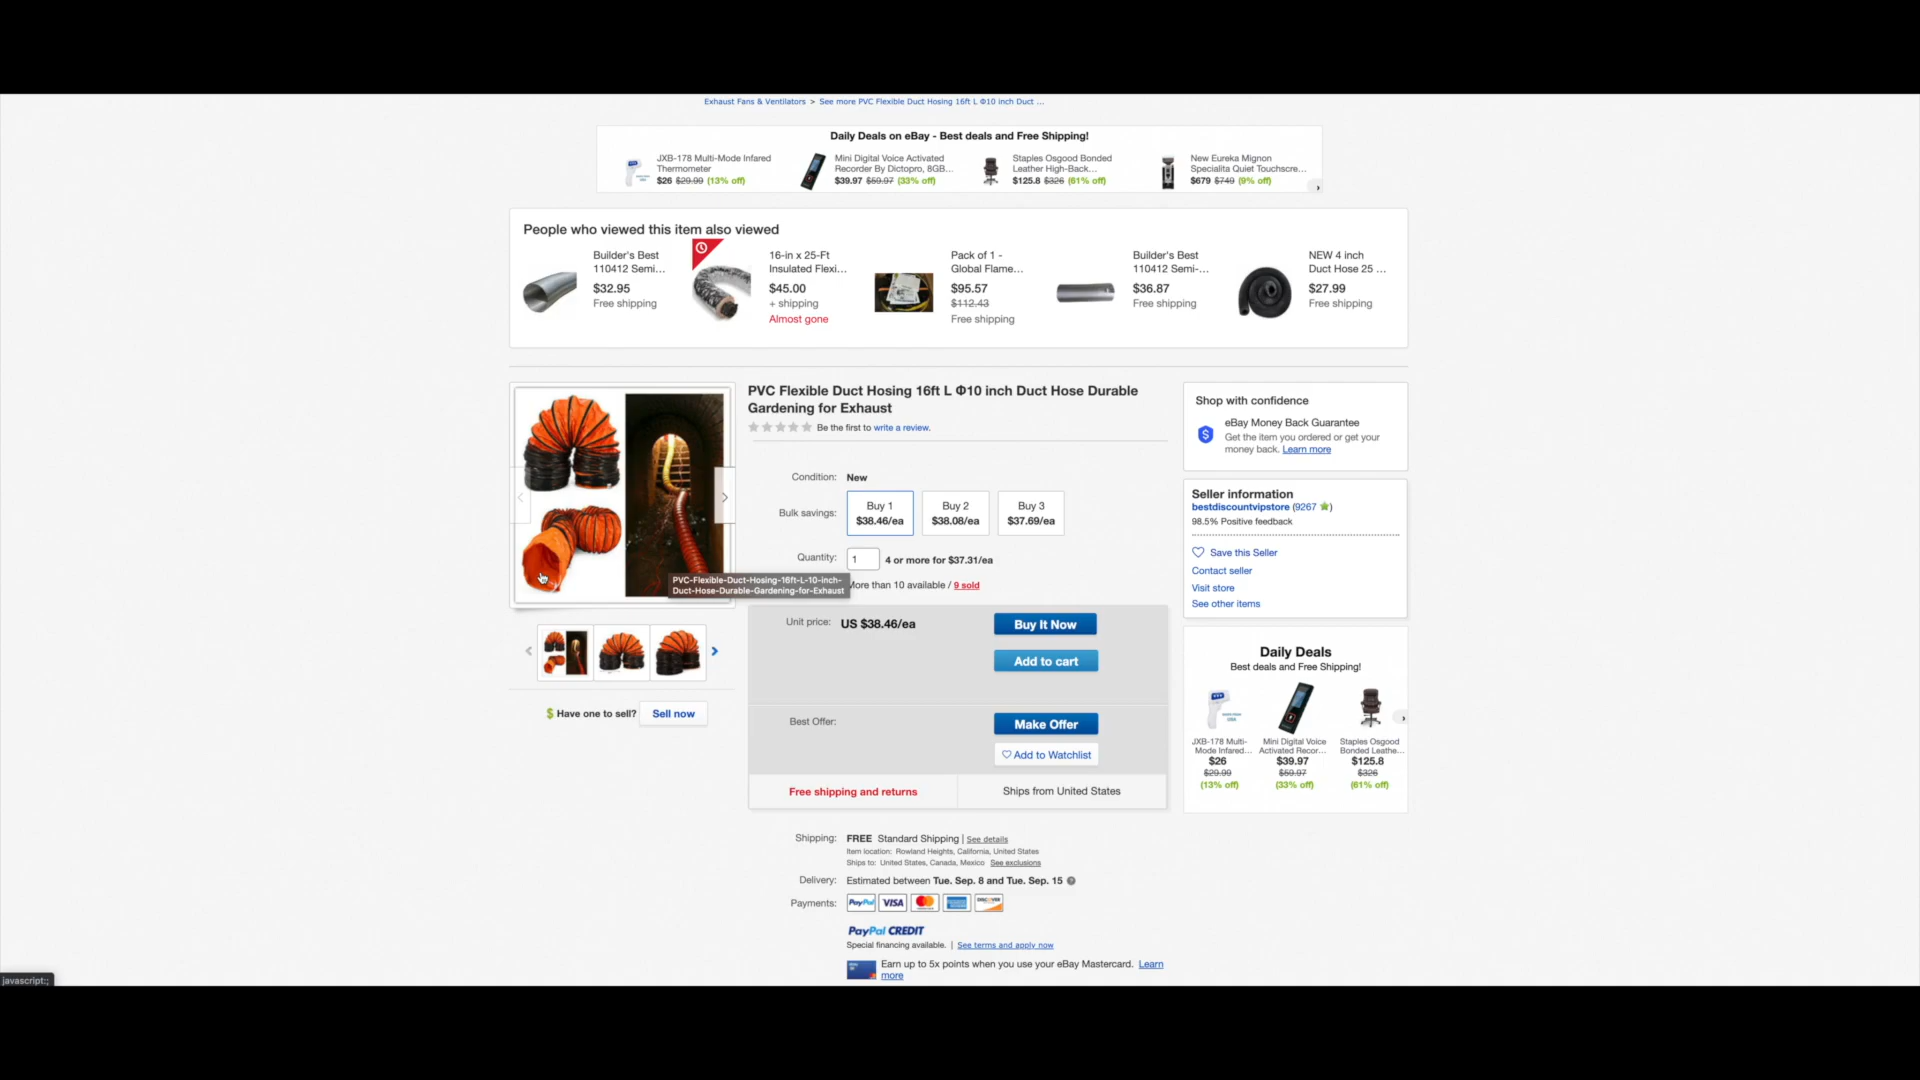 Exhaust Fans & Ventilators > See more PVC Flexible Duct Hosing 16ft L Φ10 inch Duct ...
Daily Deals on eBay - Best deals and Free Shipping!
JXB-178 Multi-Mode Infared
Thermometer
$26 $29.99 (13% off)
Mini Digital Voice Activated
Recorder By Dictopro, 8GB...
$39.97 $59.97 (33% off)
Staples Osgood Bonded
Leather High-Back...
$125.8 $326 (61% off)
New Eureka Mignon
Specialita Quiet Touchscre...
$679 $749 (9% off)
People who viewed this item also viewed
Builder's Best
110412 Semi...
$32.95
Free shipping
16-in x 25-Ft
Insulated Flexi...
$45.00
+ shipping
Almost gone
Pack of 1 -
Global Flame...
$95.57
$112.43
Free shipping
Builder's Best
110412 Semi-...
$36.87
Free shipping
NEW 4 inch
Duct Hose 25 ...
$27.99
Free shipping
PVC Flexible Duct Hosing 16ft L Φ10 inch Duct Hose Durable
Gardening for Exhaust
Be the first to write a review.
Condition: New
Bulk savings:
Buy 1
$38.46/ea
Buy 2
$38.08/ea
Buy 3
$37.69/ea
Quantity: 1 4 or more for $37.31/ea
More than 10 available / 9 sold
PVC-Flexible-Duct-Hosing-16ft-L-10-inch-
Duct-Hose-Durable-Gardening-for-Exhaust
Unit price: US $38.46/ea
Buy It Now
Add to cart
Best Offer:
Make Offer
Add to Watchlist
Free shipping and returns
Ships from United States
$ Have one to sell? Sell now
Shipping: FREE Standard Shipping | See details
Item location: Rowland Heights, California, United States
Ships to: United States, Canada, Mexico See exclusions
Delivery: Estimated between Tue. Sep. 8 and Tue. Sep. 15
Payments: PayPal VISA
PayPal CREDIT
Special financing available. | See terms and apply now
Earn up to 5x points when you use your eBay Mastercard. Learn
more
Shop with confidence
eBay Money Back Guarantee
Get the item you ordered or get your
money back. Learn more
Seller information
bestdiscountvipstore (9267 )
98.5% Positive feedback
Save this Seller
Contact seller
Visit store
See other items
Daily Deals
Best deals and Free Shipping!
JXB-178 Multi-
Mode Infared...
$26
$29.99
(13% off)
Mini Digital Voice
Activated Recor...
$39.97
$59.97
(33% off)
Staples Osgood
Bonded Leathe...
$125.8
$326
(61% off)
javascript:;